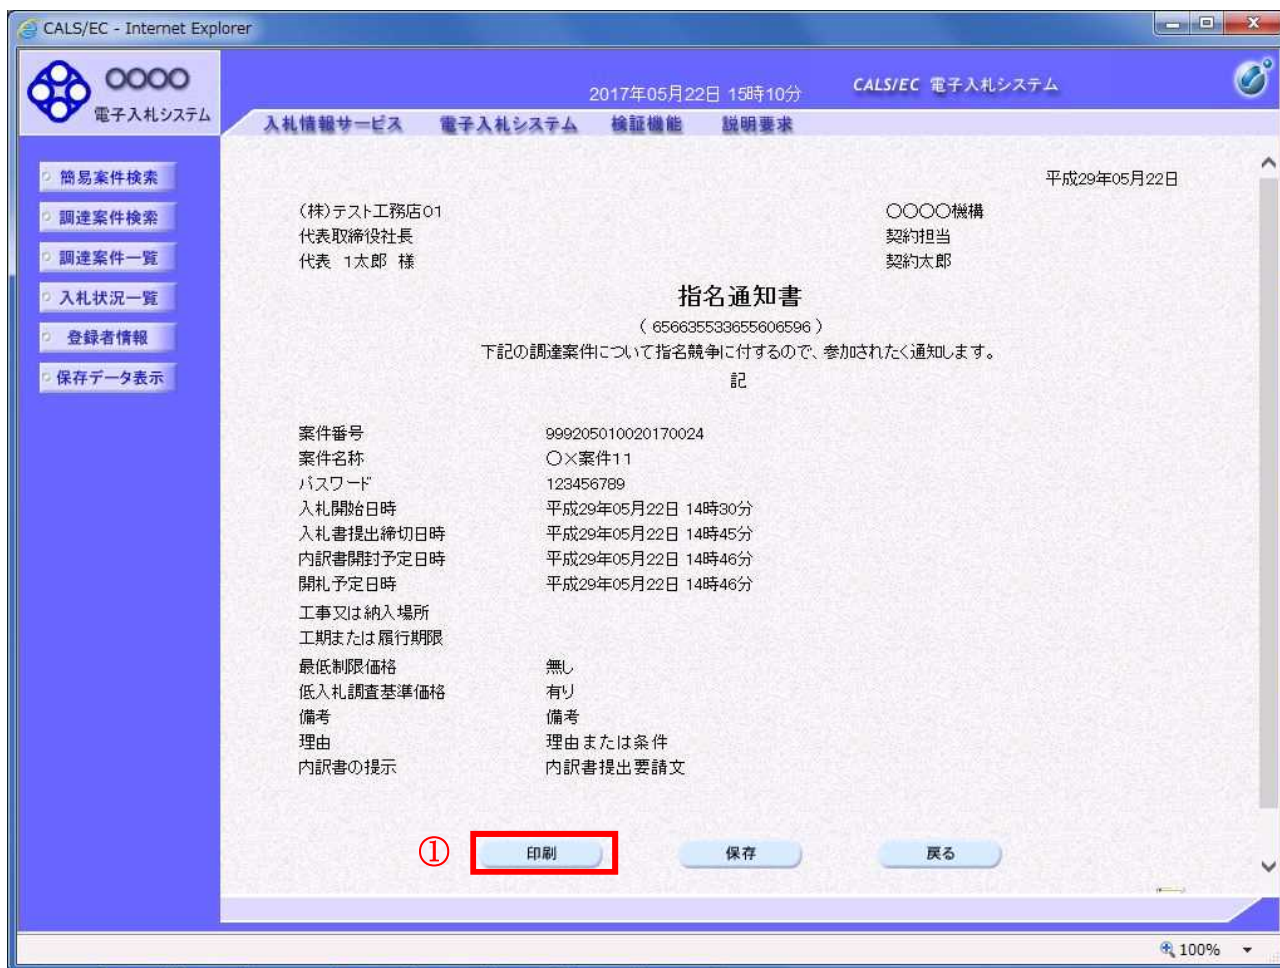 CALS/EC - Internet Explorer
〇〇〇〇
電子入札システム
2017年05月22日 15時10分
CALS/EC 電子入札システム
入札情報サービス 電子入札システム 検証機能 説明要求
簡易案件検索
調達案件検索
調達案件一覧
入札状況一覧
登録者情報
保存データ表示
平成29年05月22日
(株)テスト工務店01
代表取締役社長
代表 1太郎 様
〇〇〇〇機構
契約担当
契約太郎
指名通知書
( 656635533655606596 )
下記の調達案件について指名競争に付するので、参加されたく通知します。
記
案件番号 999205010020170024
案件名称 〇×案件11
パスワード 123456789
入札開始日時 平成29年05月22日 14時30分
入札書提出締切日時 平成29年05月22日 14時45分
内訳書開封予定日時 平成29年05月22日 14時46分
開札予定日時 平成29年05月22日 14時46分
工事又は納入場所
工期または履行期限
最低制限価格 無し
低入札調査基準価格 有り
備考 備考
理由 理由または条件
内訳書の提示 内訳書提出要請文
① 印刷 保存 戻る
100%